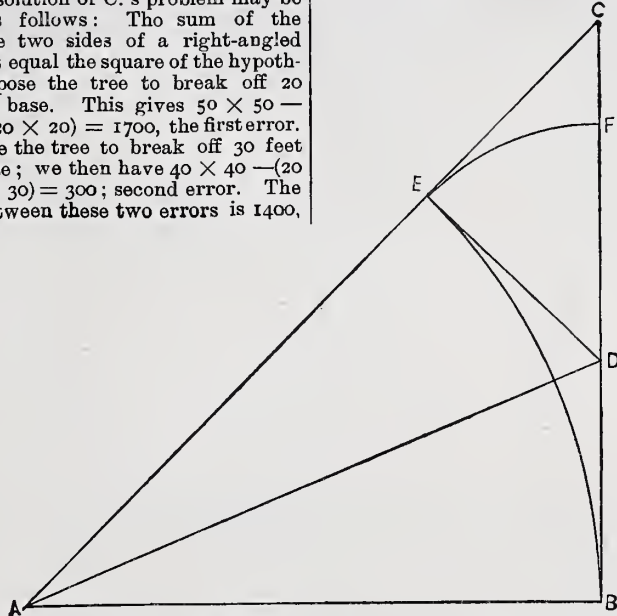 solution of C.'s problem may be
follows: Tho sum of the
two sides of a right-angled
equal the square of the hypoth-
pose the tree to break off 20
base. This gives 50 × 50 —
20 × 20) = 1700, the first error.
the tree to break off 30 feet
; we then have 40 × 40 —(20
30) = 300; second error. The
tween these two errors is 1400,
C
F
E
D
A
B